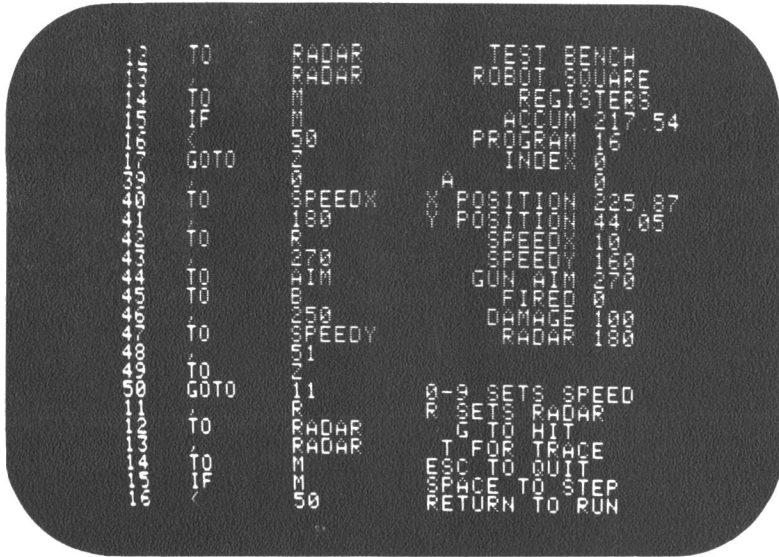 12 TO RADAR
13 , RADAR
14 TO M
15 IF M
16 < 50
17 GOTO Z
39 , 0
40 TO SPEEDX
41 , 180
42 TO R
43 , 270
44 TO AIM
45 TO B
46 , 250
47 TO SPEEDY
48 , 51
49 TO Z
50 GOTO 11
11 , R
12 TO RADAR
13 , RADAR
14 TO M
15 IF M
16 < 50
TEST BENCH
ROBOT SQUARE
REGISTERS
ACCUM 217.54
PROGRAM 16
INDEX 0
A 0
X POSITION 225.87
Y POSITION 44.05
SPEEDX 10
SPEEDY 160
GUN AIM 270
FIRED 0
DAMAGE 100
RADAR 180
0-9 SETS SPEED
R SETS RADAR
G TO HIT
T FOR TRACE
ESC TO QUIT
SPACE TO STEP
RETURN TO RUN